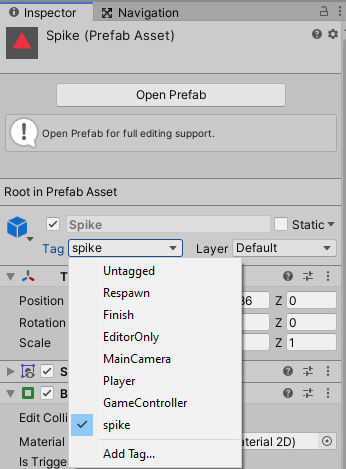 Inspector Navigation
Spike (Prefab Asset)
Open Prefab
Open Prefab for full editing support.
Root in Prefab Asset
Spike Static
Tag spike Layer Default
Untagged
T
Respawn
Position 86 Z 0
Finish
Rotation Z 0
EditorOnly
Scale Z 1
MainCamera
S
Player
B
GameController
Edit Colli
spike
Material aterial 2D)
Add Tag...
Is Trigge